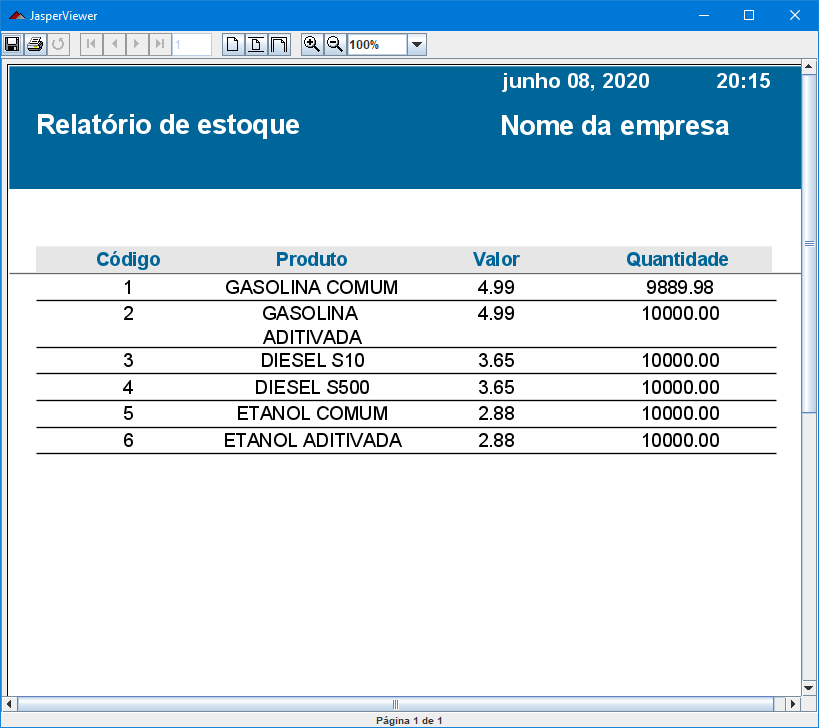 JasperViewer
1
100%
junho 08, 2020 20:15
Relatório de estoque Nome da empresa
Código Produto Valor Quantidade
1 GASOLINA COMUM 4.99 9889.98
2 GASOLINA 4.99 10000.00
ADITIVADA
3 DIESEL S10 3.65 10000.00
4 DIESEL S500 3.65 10000.00
5 ETANOL COMUM 2.88 10000.00
6 ETANOL ADITIVADA 2.88 10000.00
Página 1 de 1